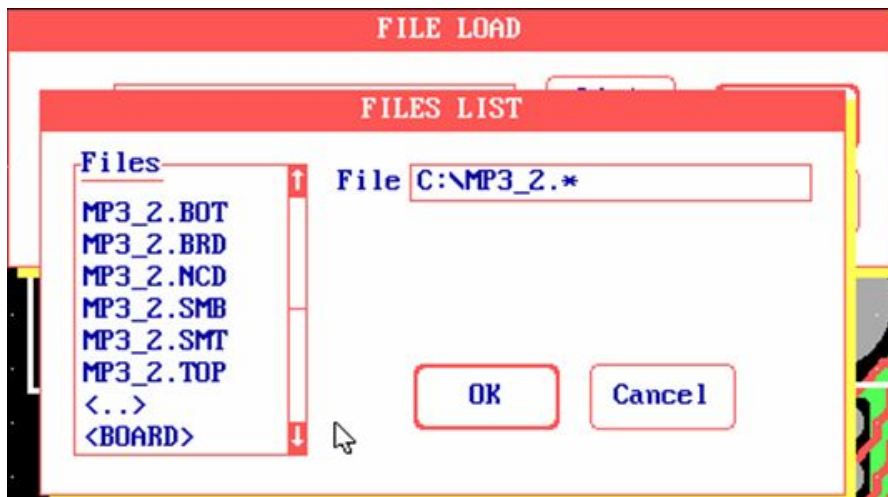 FILE LOAD
FILES LIST
Files
File C:\MP3_2.*
MP3_2.BOT
MP3_2.BRD
MP3_2.NCD
MP3_2.SMB
MP3_2.SMT
MP3_2.TOP
<..>
<BOARD>
OK
Cancel